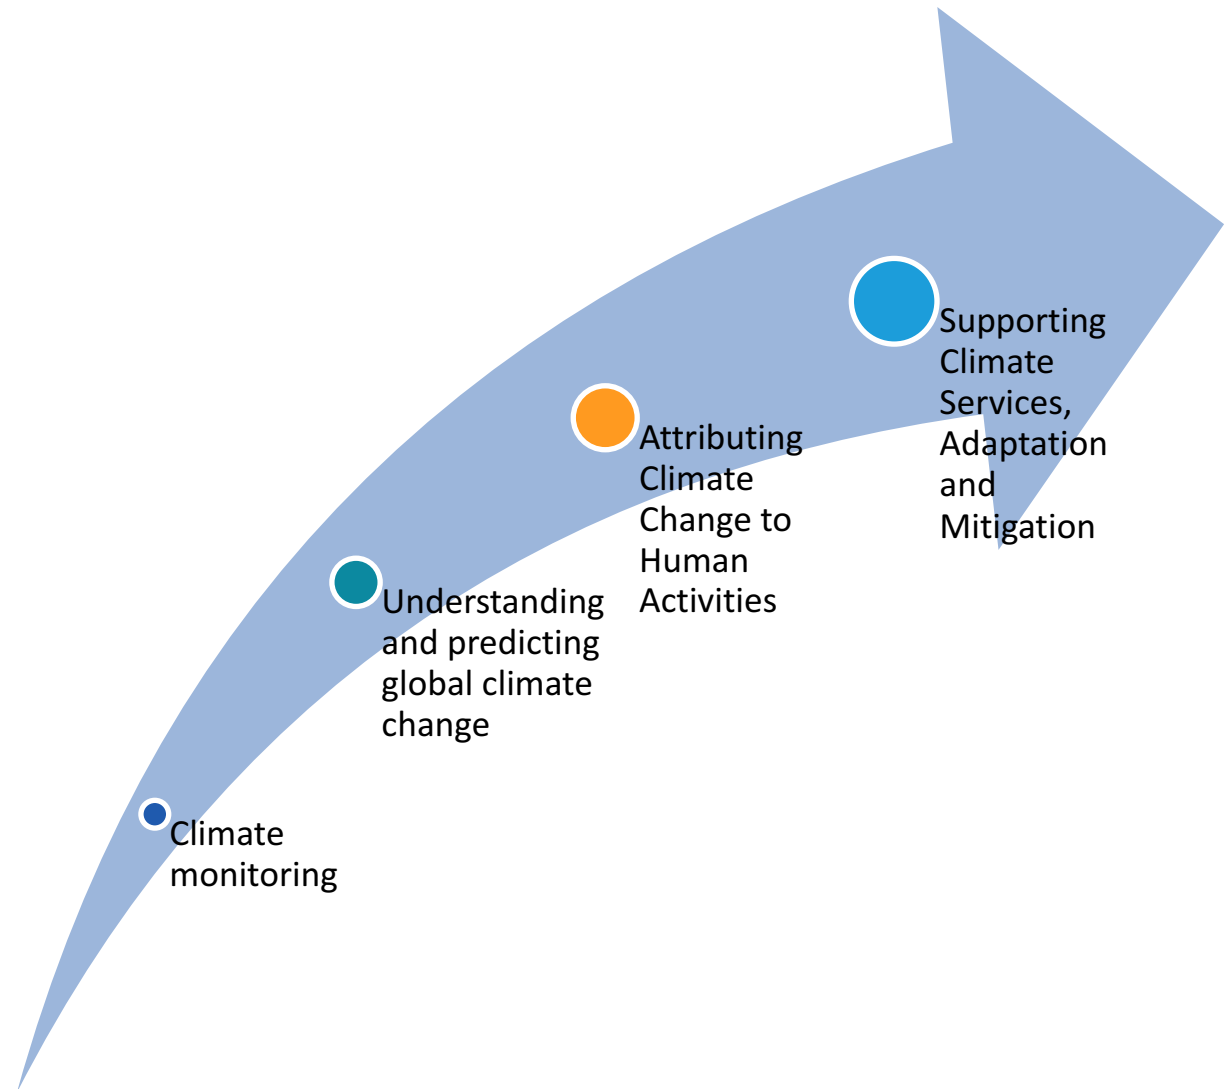 Climate
monitoring
Understanding
and predicting
global climate
change
Attributing
Climate
Change to
Human
Activities
Supporting
Climate
Services,
Adaptation
and
Mitigation